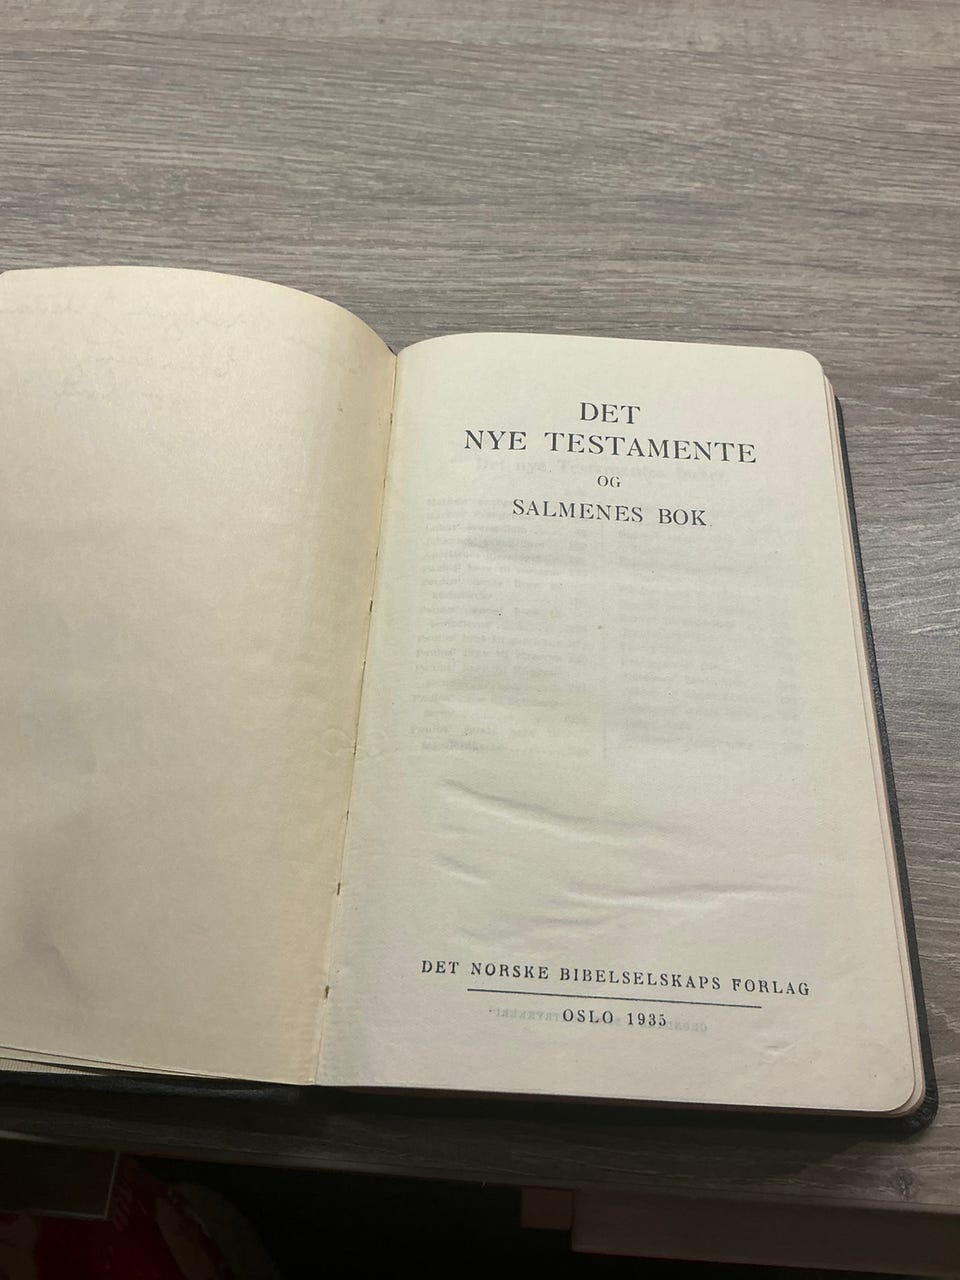 DET
NYE TESTAMENTE
OG
SALMENES BOK
DET NORSKE BIBELSELSKAPS FORLAG
OSLO 1935